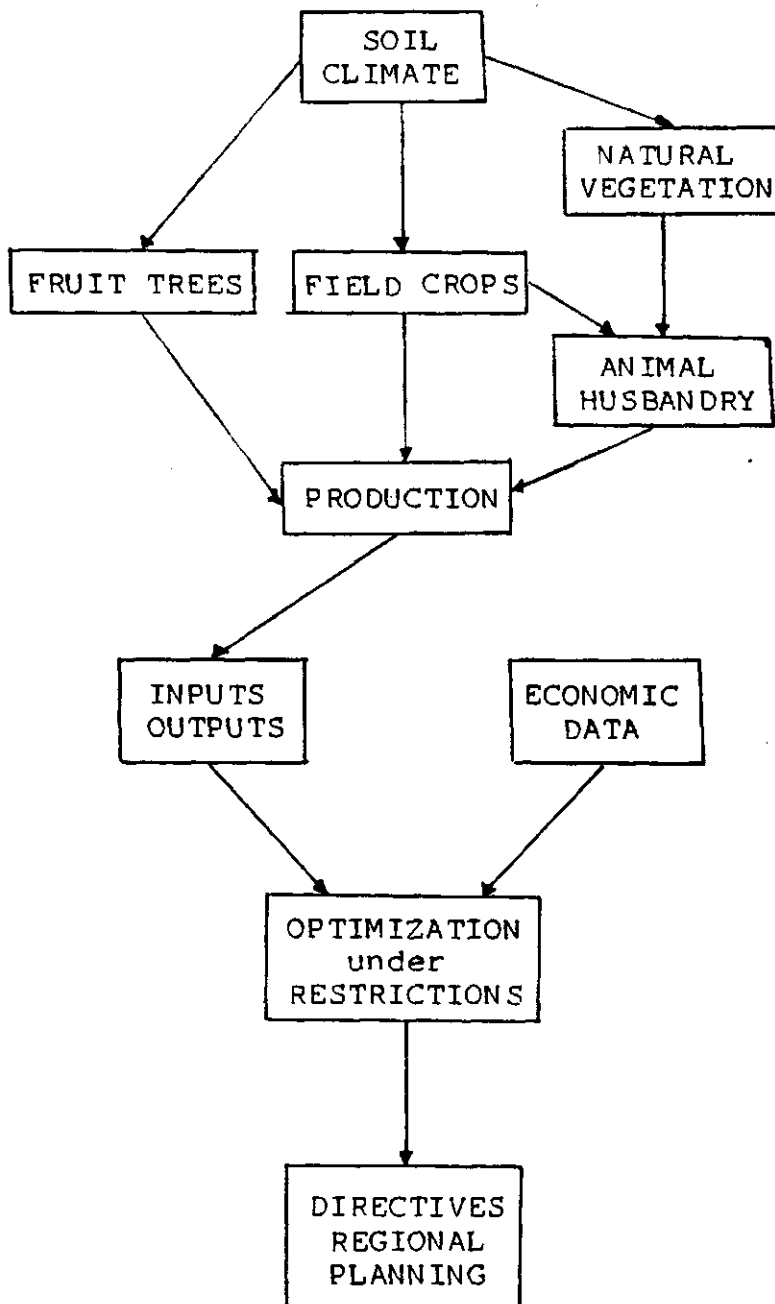 SOIL
CLIMATE
NATURAL
VEGETATION
FRUIT TREES
FIELD CROPS
ANIMAL
HUSBANDRY
PRODUCTION
INPUTS
OUTPUTS
ECONOMIC
DATA
OPTIMIZATION
under
RESTRICTIONS
DIRECTIVES
REGIONAL
PLANNING